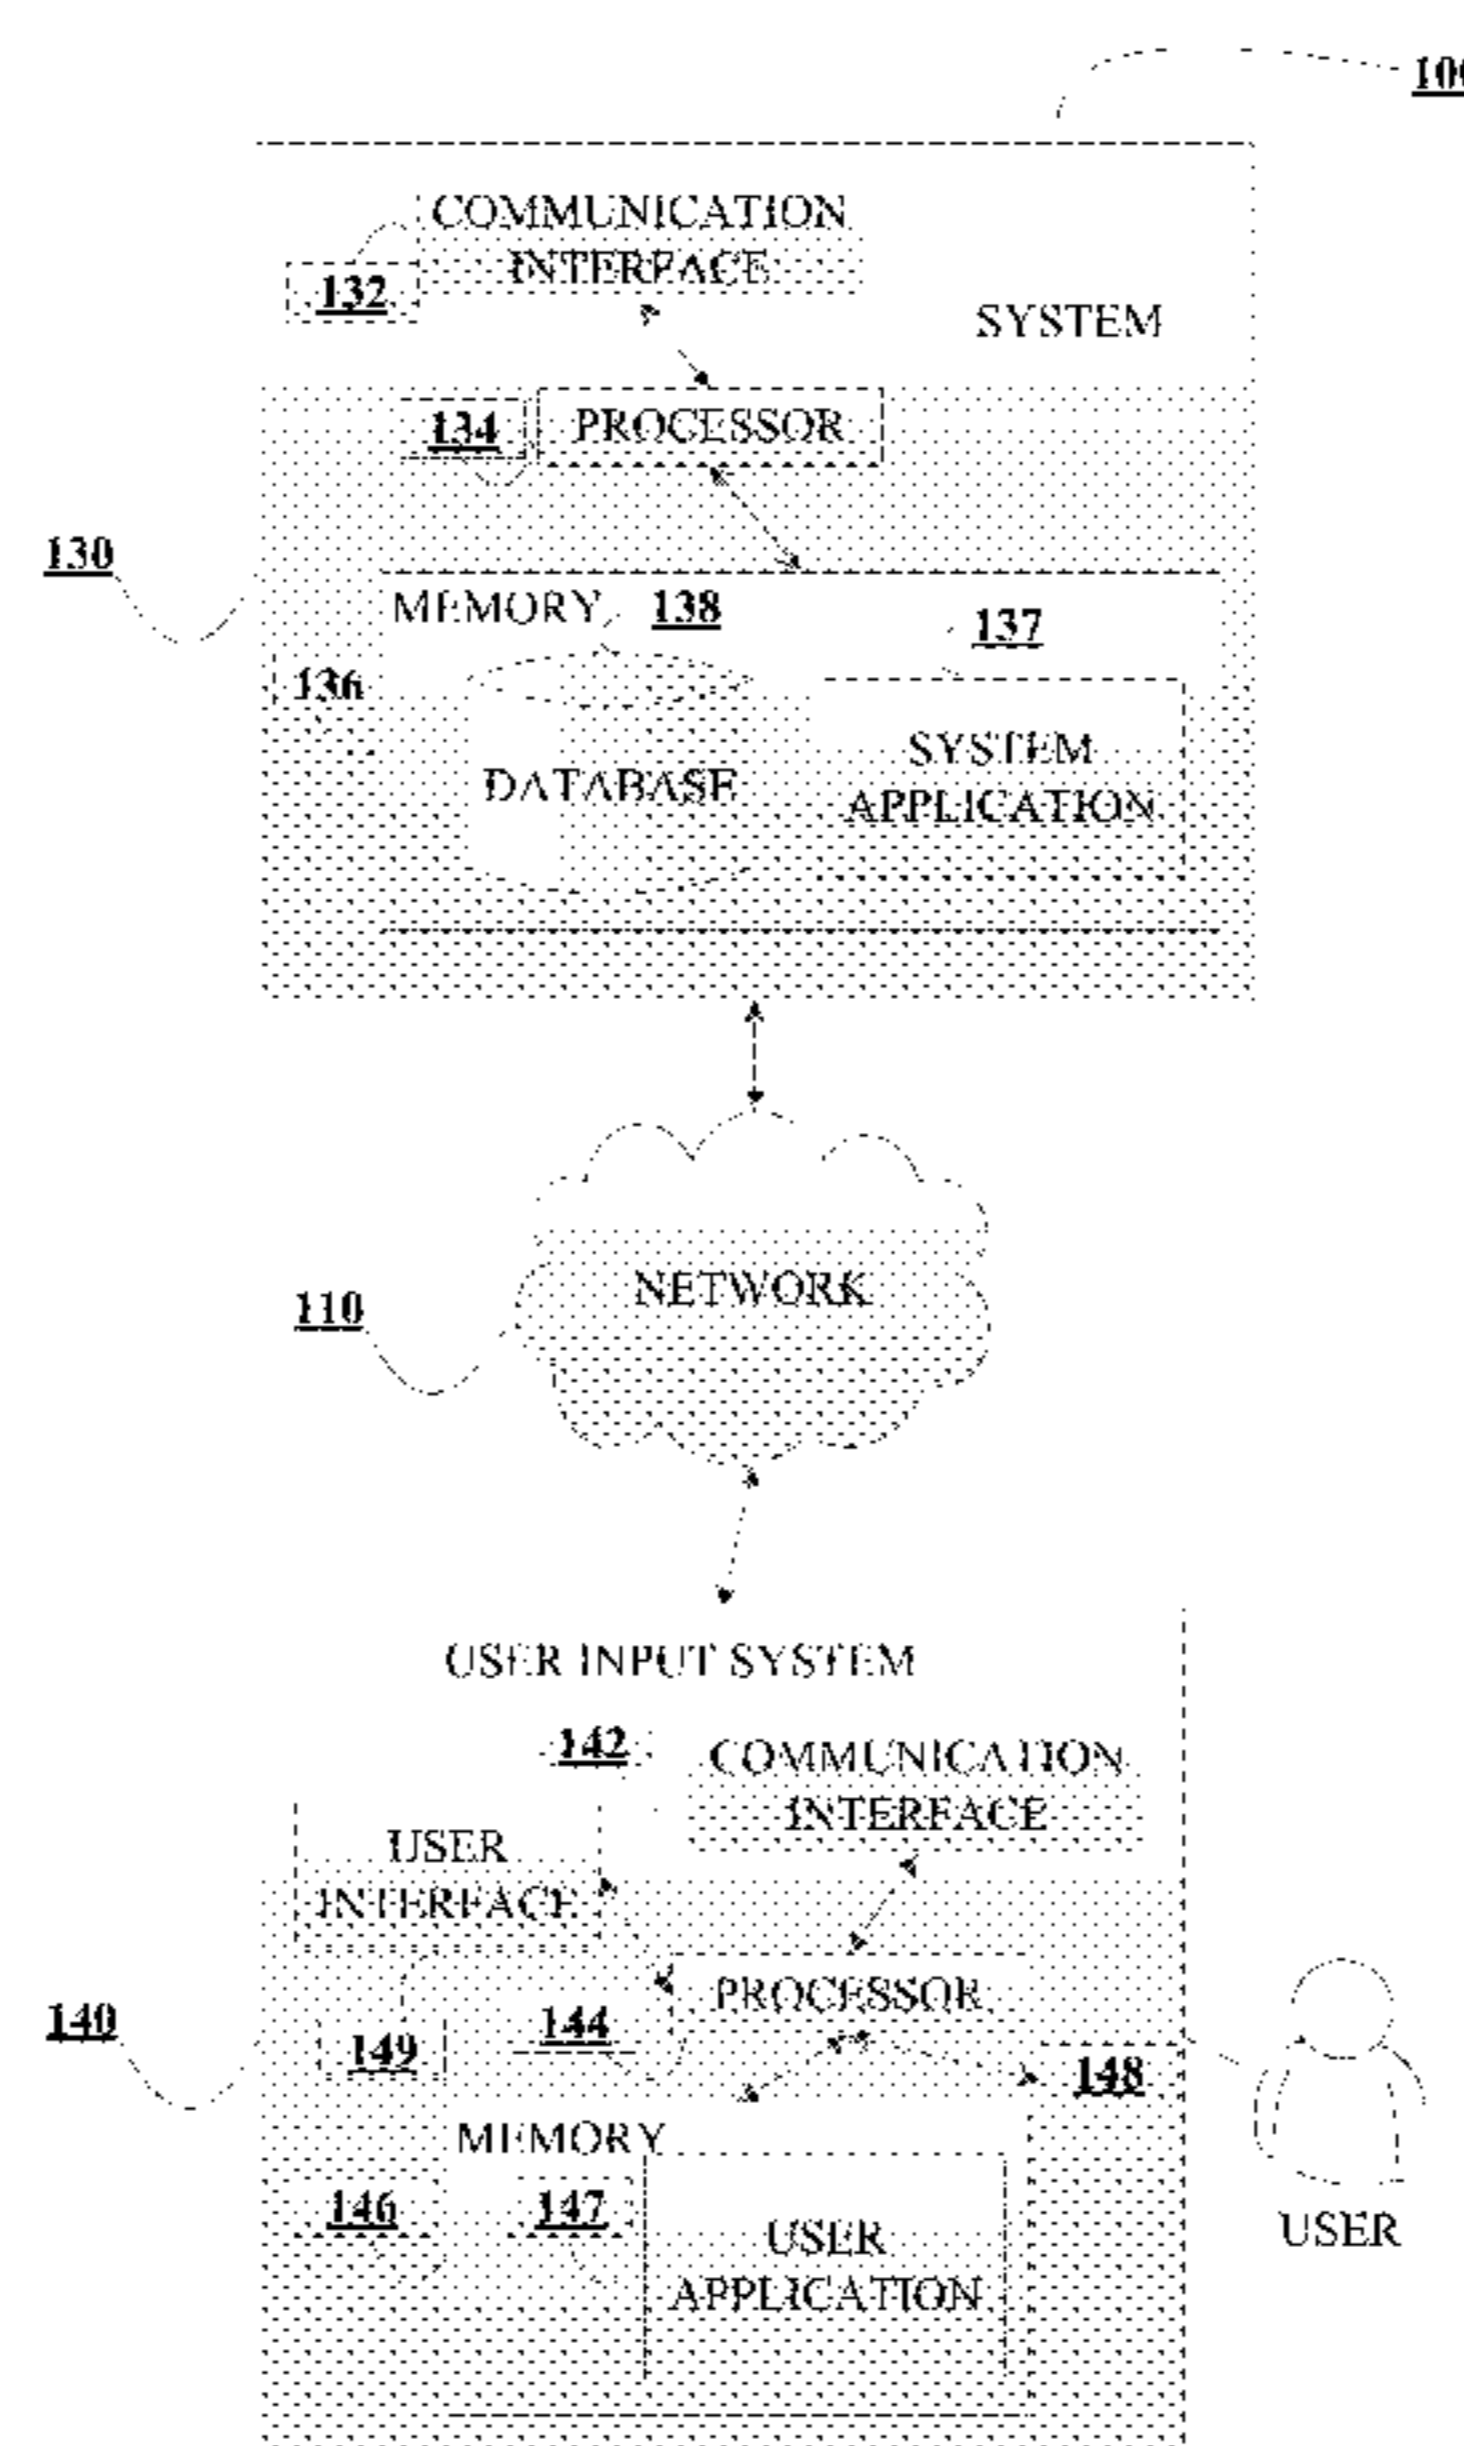 COMMUNICATION
INTERFACE
132
SYSTEM
134
PROCESSOR
130
MEMORY
138
137
136
SYSTEM
APPLICATION
DATABASE
NETWORK
110
USER INPUT SYSTEM
142
COMMUNICATION
INTERFACE
USER
INTERFACE
PROCESSOR
144
140
149
148
MEMORY
146
147
USER
APPLICATION
USER